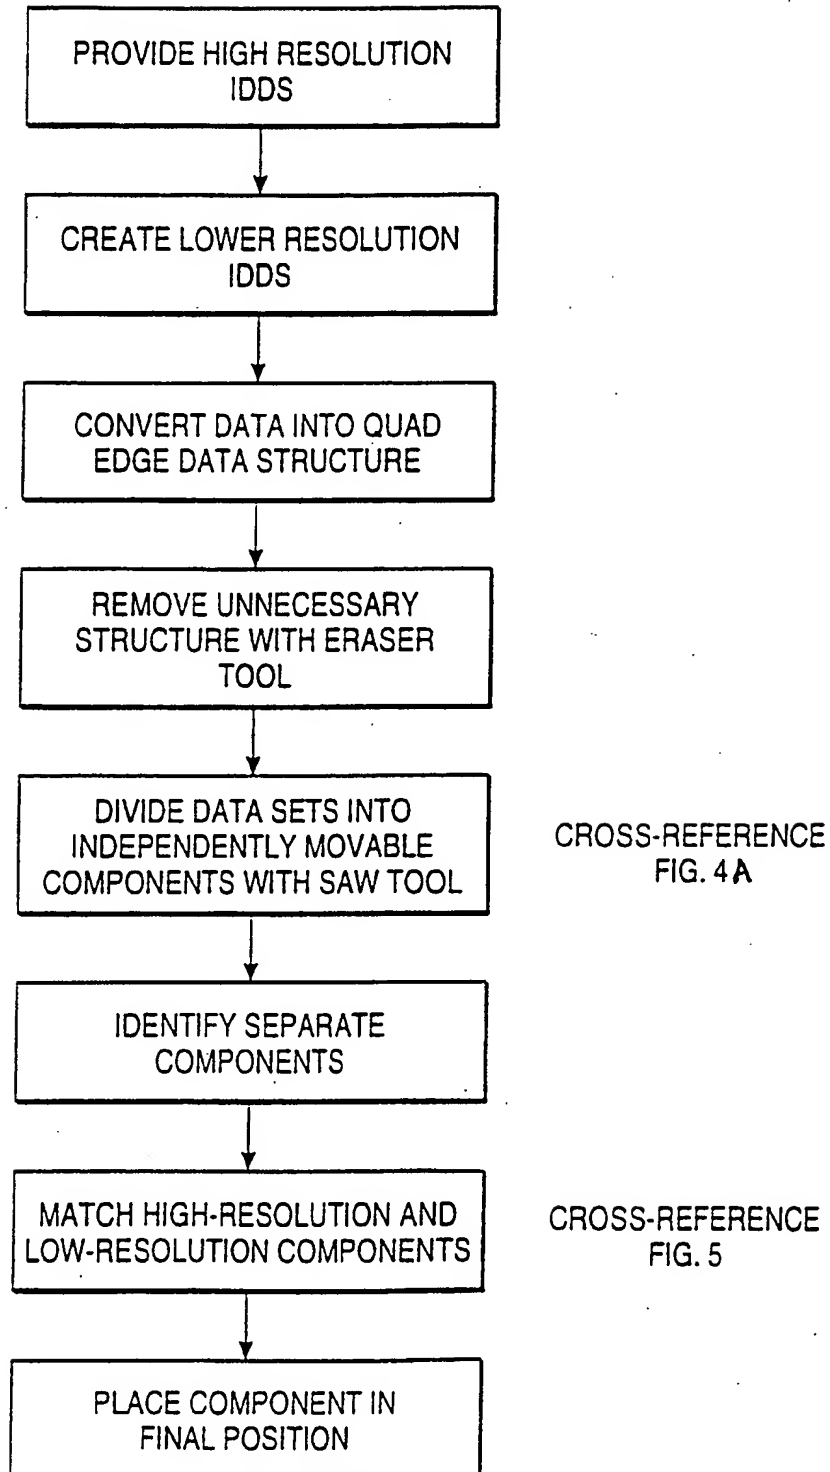 PROVIDE HIGH RESOLUTION
IDDS
CREATE LOWER RESOLUTION
IDDS
CONVERT DATA INTO QUAD
EDGE DATA STRUCTURE
REMOVE UNNECESSARY
STRUCTURE WITH ERASER
TOOL
DIVIDE DATA SETS INTO
INDEPENDENTLY MOVABLE
COMPONENTS WITH SAW TOOL
CROSS-REFERENCE
FIG. 4A
IDENTIFY SEPARATE
COMPONENTS
MATCH HIGH-RESOLUTION AND
LOW-RESOLUTION COMPONENTS
CROSS-REFERENCE
FIG. 5
PLACE COMPONENT IN
FINAL POSITION